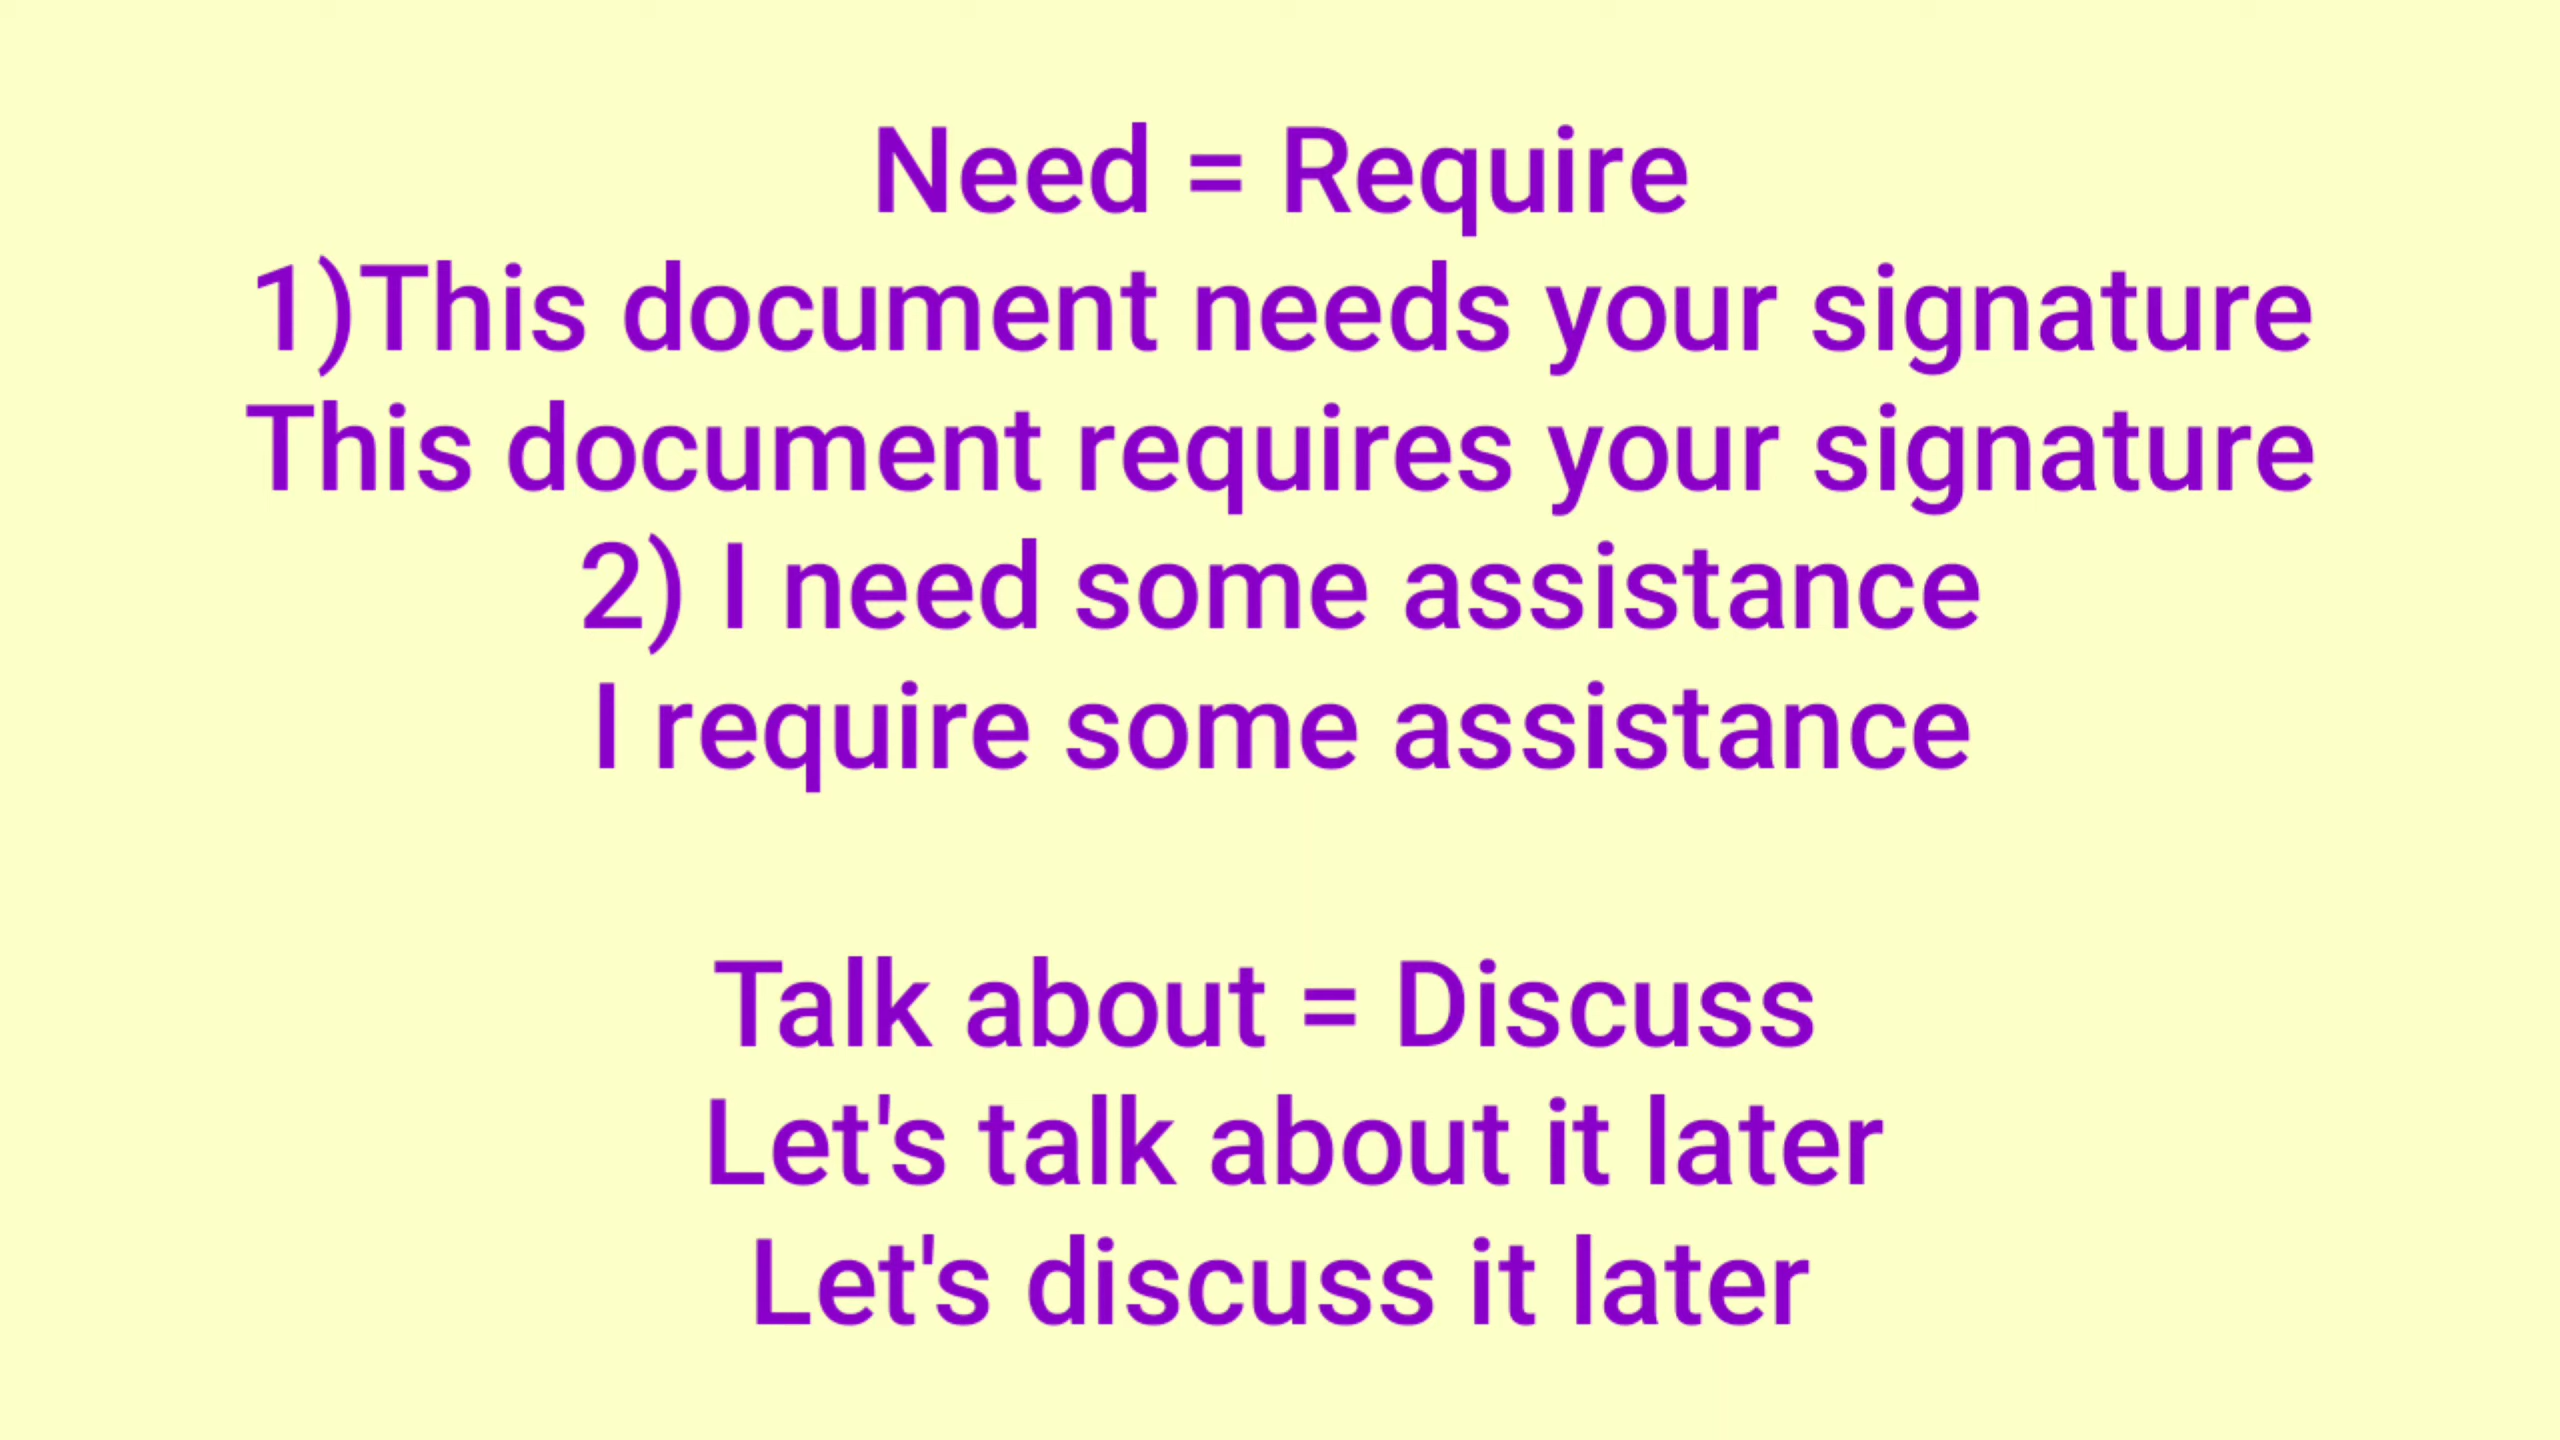 Need = Require
1)This document needs your signature
This document requires your signature
2) I need some assistance
I require some assistance
Talk about = Discuss
Let's talk about it later
Let's discuss it later